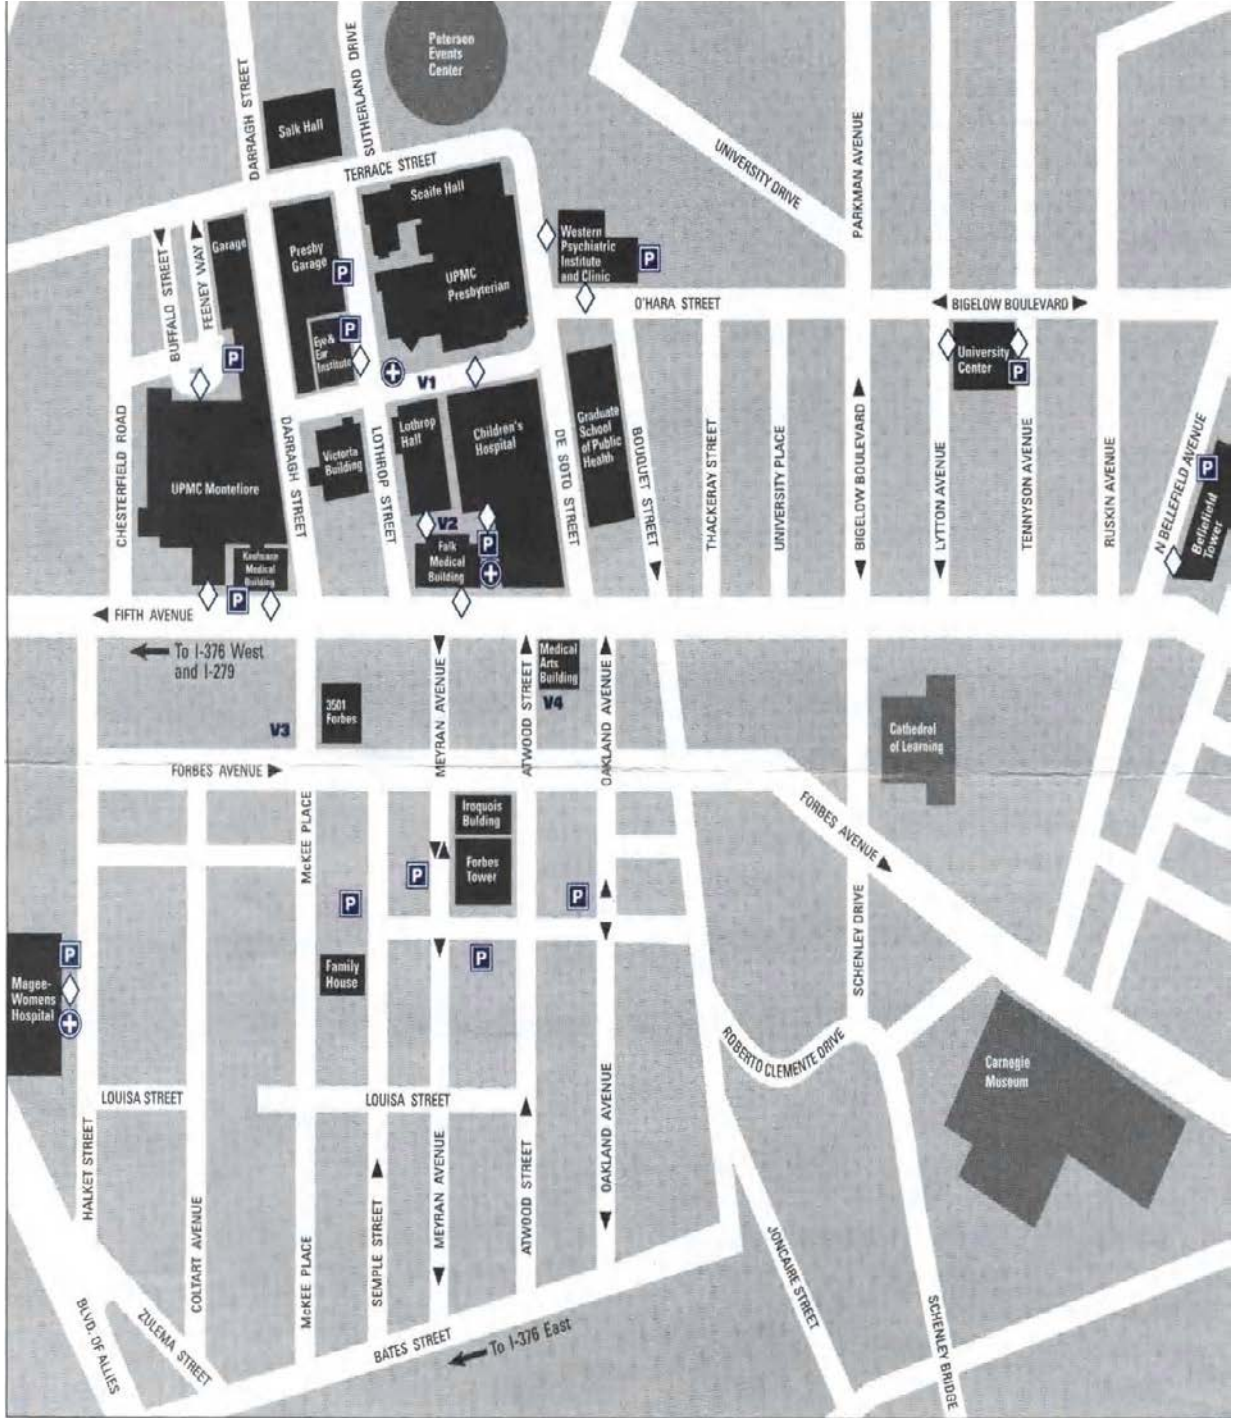 Peterson
Events
Center
SUTHERLAND DRIVE
DARRAGH STREET
Salk Hall
TERRACE STREET
UNIVERSITY DRIVE
PARKMAN AVENUE
Scaife Hall
Garage
Presby
Garage
P
Western
Psychiatric
Institute
and Clinic
P
BUFFALO STREET
FEENEY WAY
UPMC
Presbyterian
O'HARA STREET
BIGELOW BOULEVARD
P
Eye &
Ear
Institute
P
V1
University
Center
P
CHESTERFIELD ROAD
UPMC Montefiore
DARRAGH STREET
Victoria
Building
LOTHROP STREET
Lothrop
Hall
Children's
Hospital
DE SOTO STREET
Graduate
School
of Public
Health
BOUQUET STREET
THACKERAY STREET
UNIVERSITY PLACE
BIGELOW BOULEVARD
LYTTON AVENUE
TENNYSON AVENUE
RUSKIN AVENUE
N BELLEFIELD AVENUE
P
Bellefield
Tower
V2
Falk
Medical
Building
P
Kaufmann
Medical
Building
P
FIFTH AVENUE
To I-376 West
and I-279
MEYRAN AVENUE
ATWOOD STREET
Medical
Arts
Building
OAKLAND AVENUE
V4
3501
Forbes
V3
Cathedral
of Learning
FORBES AVENUE
FORBES AVENUE
McKEE PLACE
Iroquois
Bulding
Forbes
Tower
P
P
P
P
Family
House
SCHENLEY DRIVE
P
Magee-
Womens
Hospital
ROBERTO CLEMENTE DRIVE
Carnegie
Museum
LOUISA STREET
LOUISA STREET
HALKET STREET
COLTART AVENUE
McKEE PLACE
SEMPLE STREET
MEYRAN AVENUE
ATWOOD STREET
OAKLAND AVENUE
JONCAIRE STREET
SCHENLEY BRIDGE
BLVD. OF ALLIES
ZULEMA STREET
BATES STREET
To I-376 East